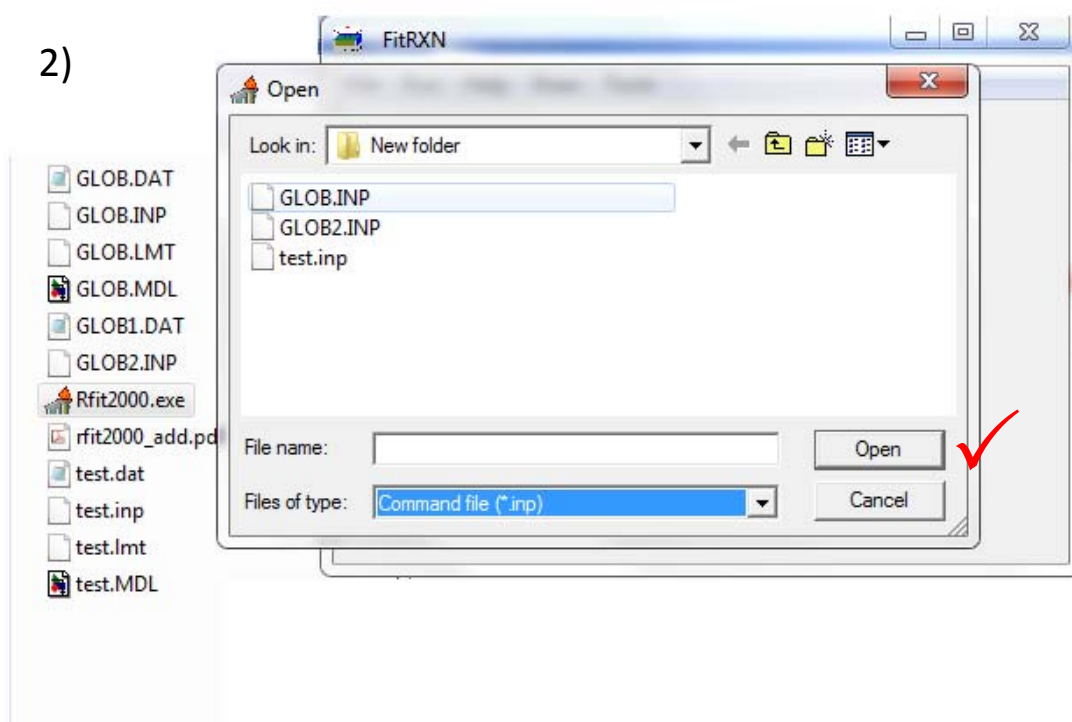 2)
FitRXN
Open
Look in: New folder
GLOB.INP
GLOB2.INP
test.inp
File name:
Open
Files of type: Command file (*.inp)
Cancel
GLOB.DAT
GLOB.INP
GLOB.LMT
GLOB.MDL
GLOB1.DAT
GLOB2.INP
Rfit2000.exe
rfit2000_add.pd
test.dat
test.inp
test.lmt
test.MDL